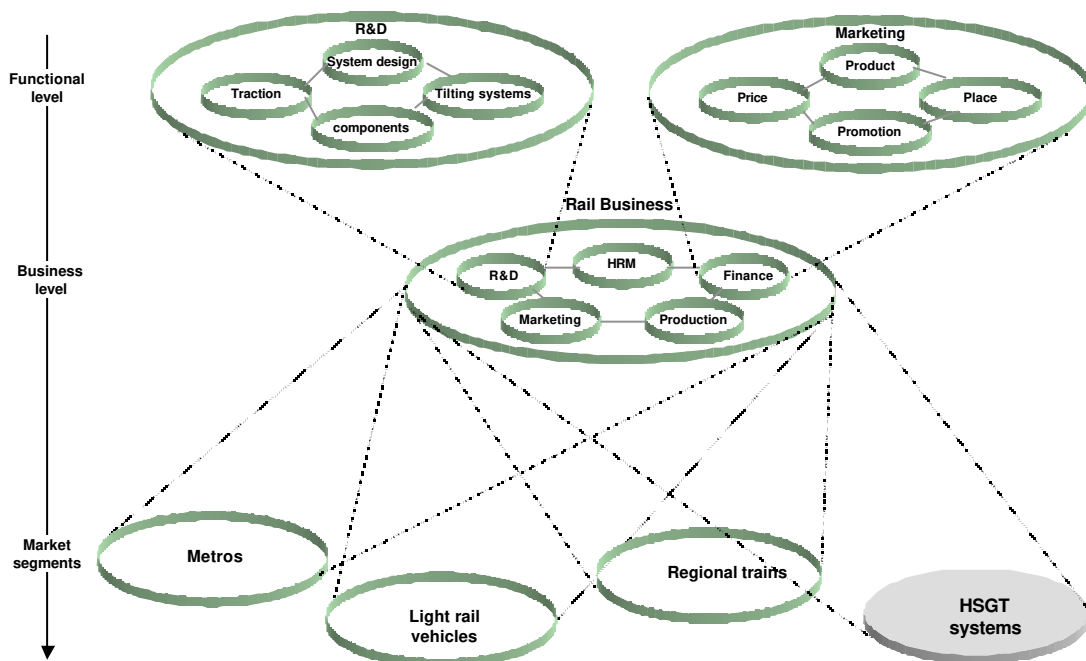 R&D
System design
Traction
Tilting systems
components
Marketing
Product
Price
Place
Promotion
Functional
level
Rail Business
R&D
HRM
Finance
Marketing
Production
Business
level
Market
segments
Metros
Light rail
vehicles
Regional trains
HSGT
systems